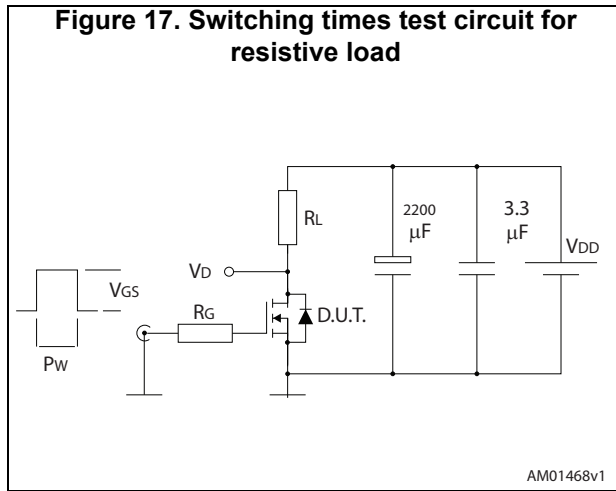 Figure 17. Switching times test circuit for
resistive load
RL
2200
μF
3.3
μF
VDD
VD
VGS
RG
D.U.T.
PW
AM01468v1